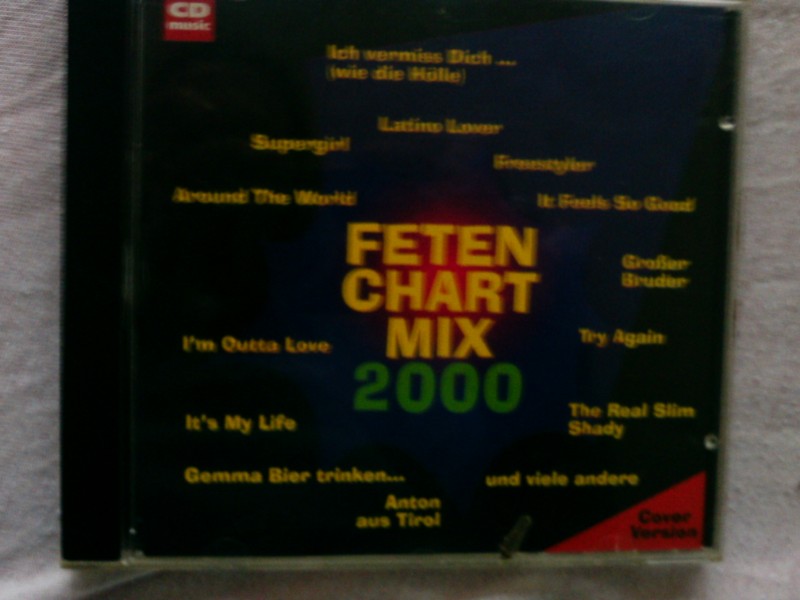 CD
music
Ich vermiss Dich ...
(wie die Hölle)
Latino Lover
Supergirl
Freestyler
Around The World
It Feels So Good
FETEN
CHART
MIX
2000
Großer
Bruder
I'm Outta Love
Try Again
It's My Life
The Real Slim
Shady
Gemma Bier trinken...
und viele andere
Anton
aus Tirol
Cover
Version